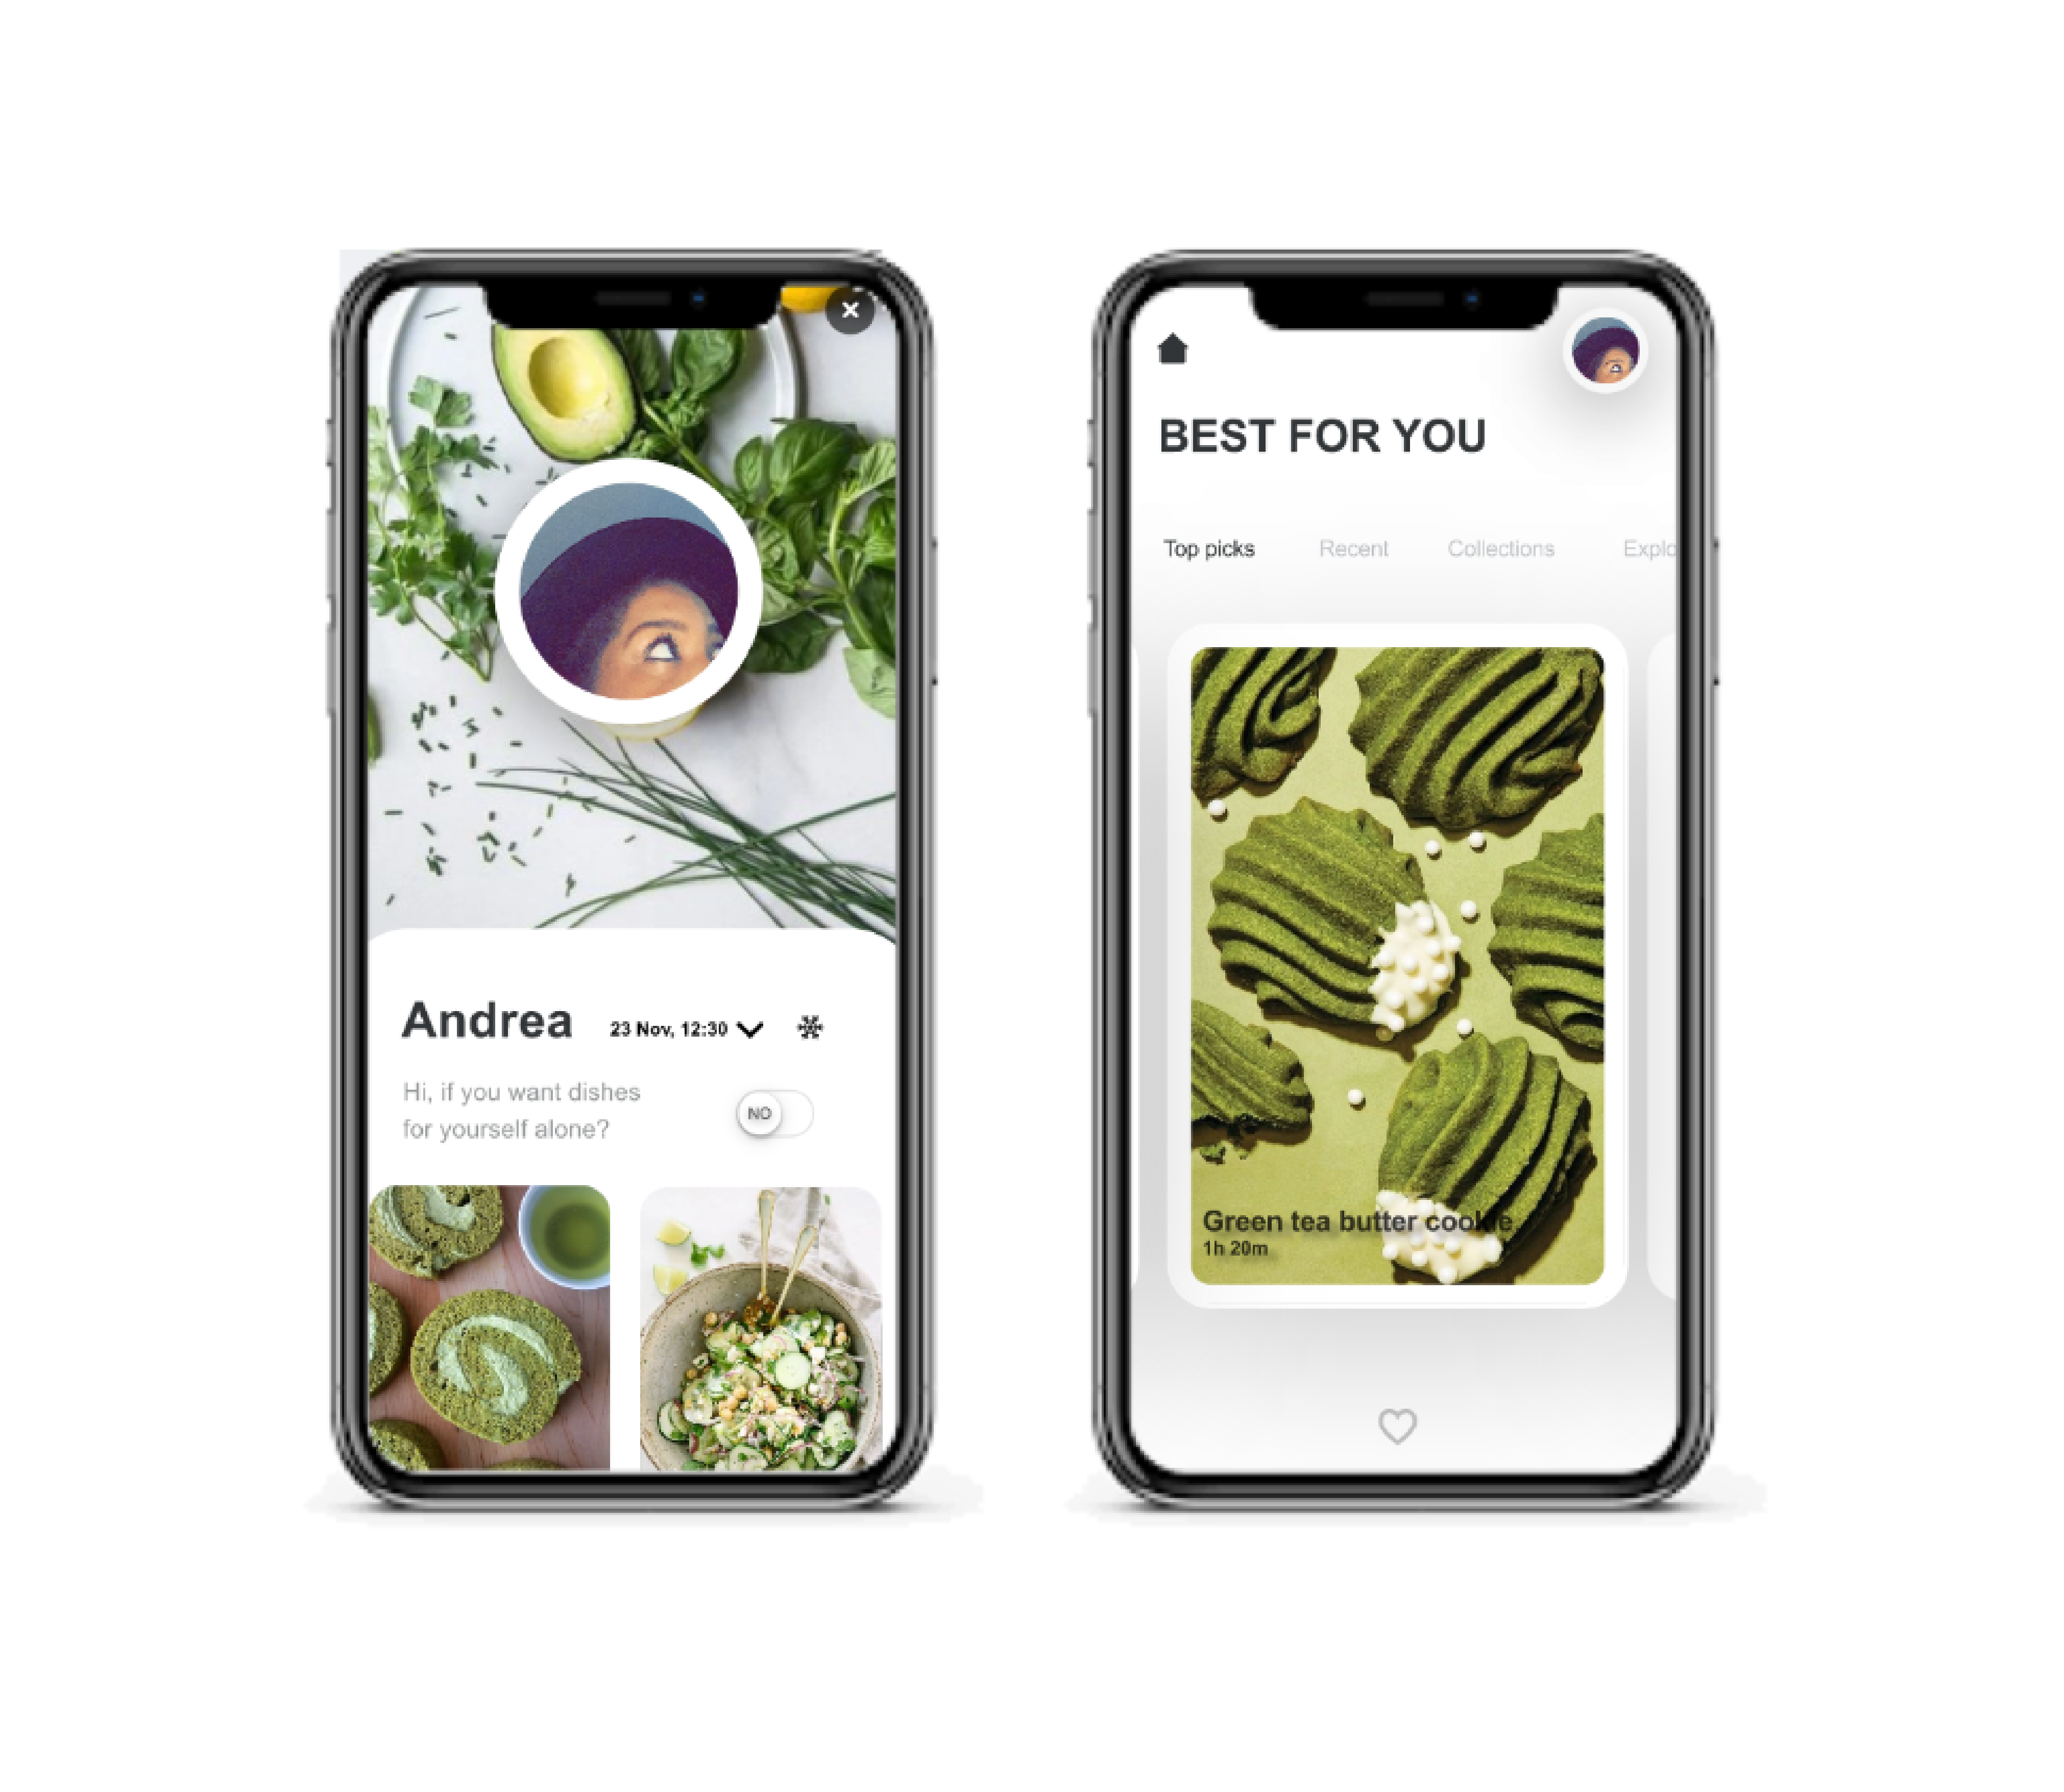 Andrea
23 Nov, 12:30
Hi, if you want dishes
for yourself alone?
NO
BEST FOR YOU
Top picks Recent Collections Explo
Green tea butter cookie
1h 20m